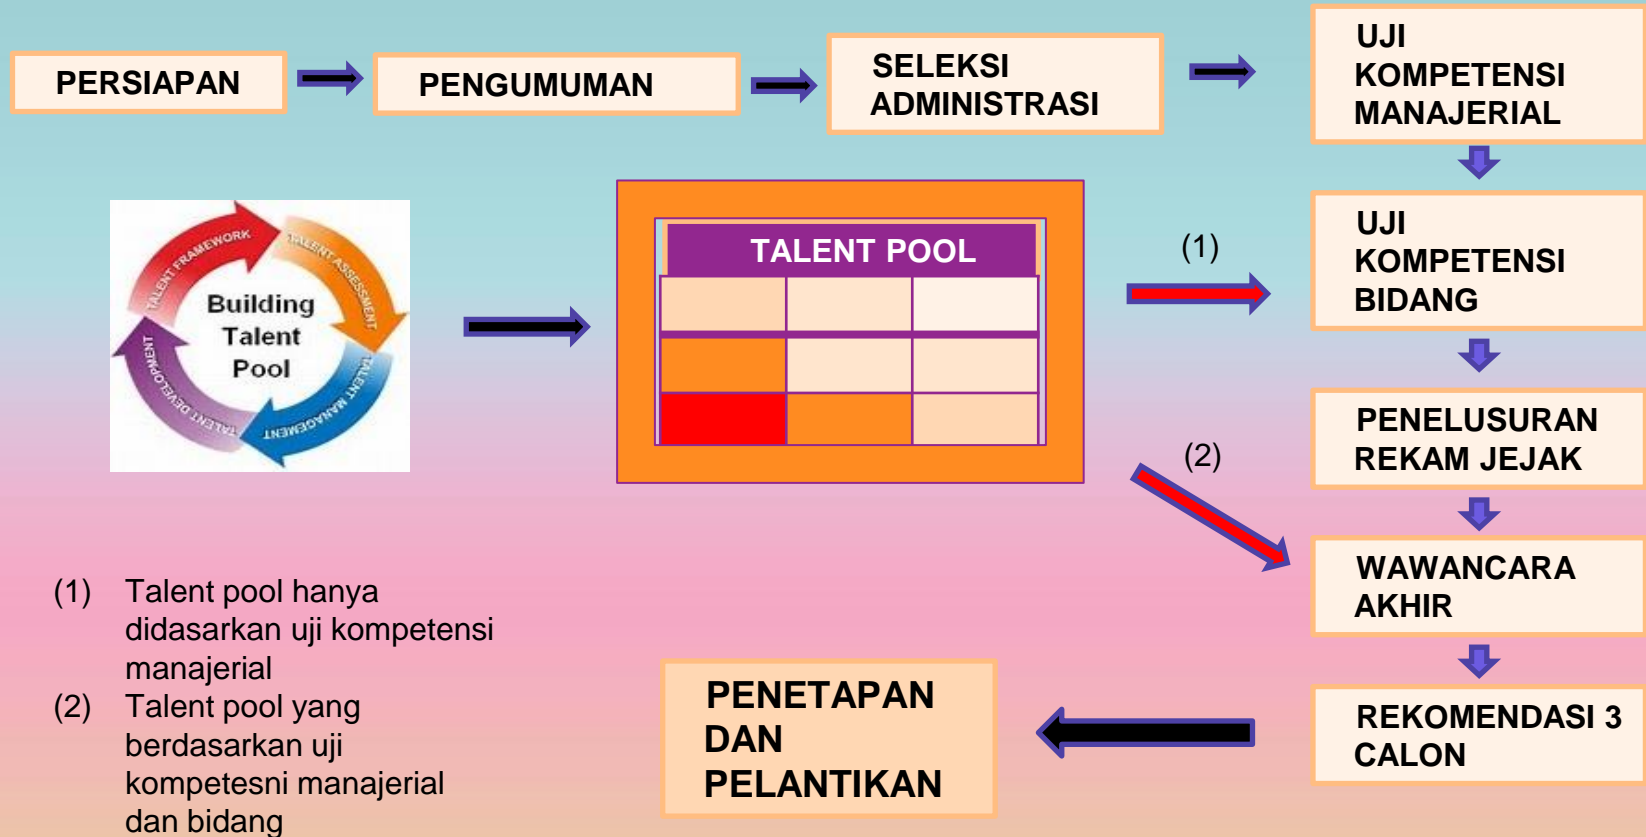 PERSIAPAN
PENGUMUMAN
SELEKSI
ADMINISTRASI
UJI
KOMPETENSI
MANAJERIAL
TALENT FRAMEWORK
TALENT ASSESSMENT
TALENT MANAGEMENT
TALENT DEVELOPMENT
Building
Talent
Pool
TALENT POOL
(1)
(2)
UJI
KOMPETENSI
BIDANG
PENELUSURAN
REKAM JEJAK
WAWANCARA
AKHIR
REKOMENDASI 3
CALON
PENETAPAN
DAN
PELANTIKAN
(1) Talent pool hanya
didasarkan uji kompetensi
manajerial
(2) Talent pool yang
berdasarkan uji
kompetesni manajerial
dan bidang